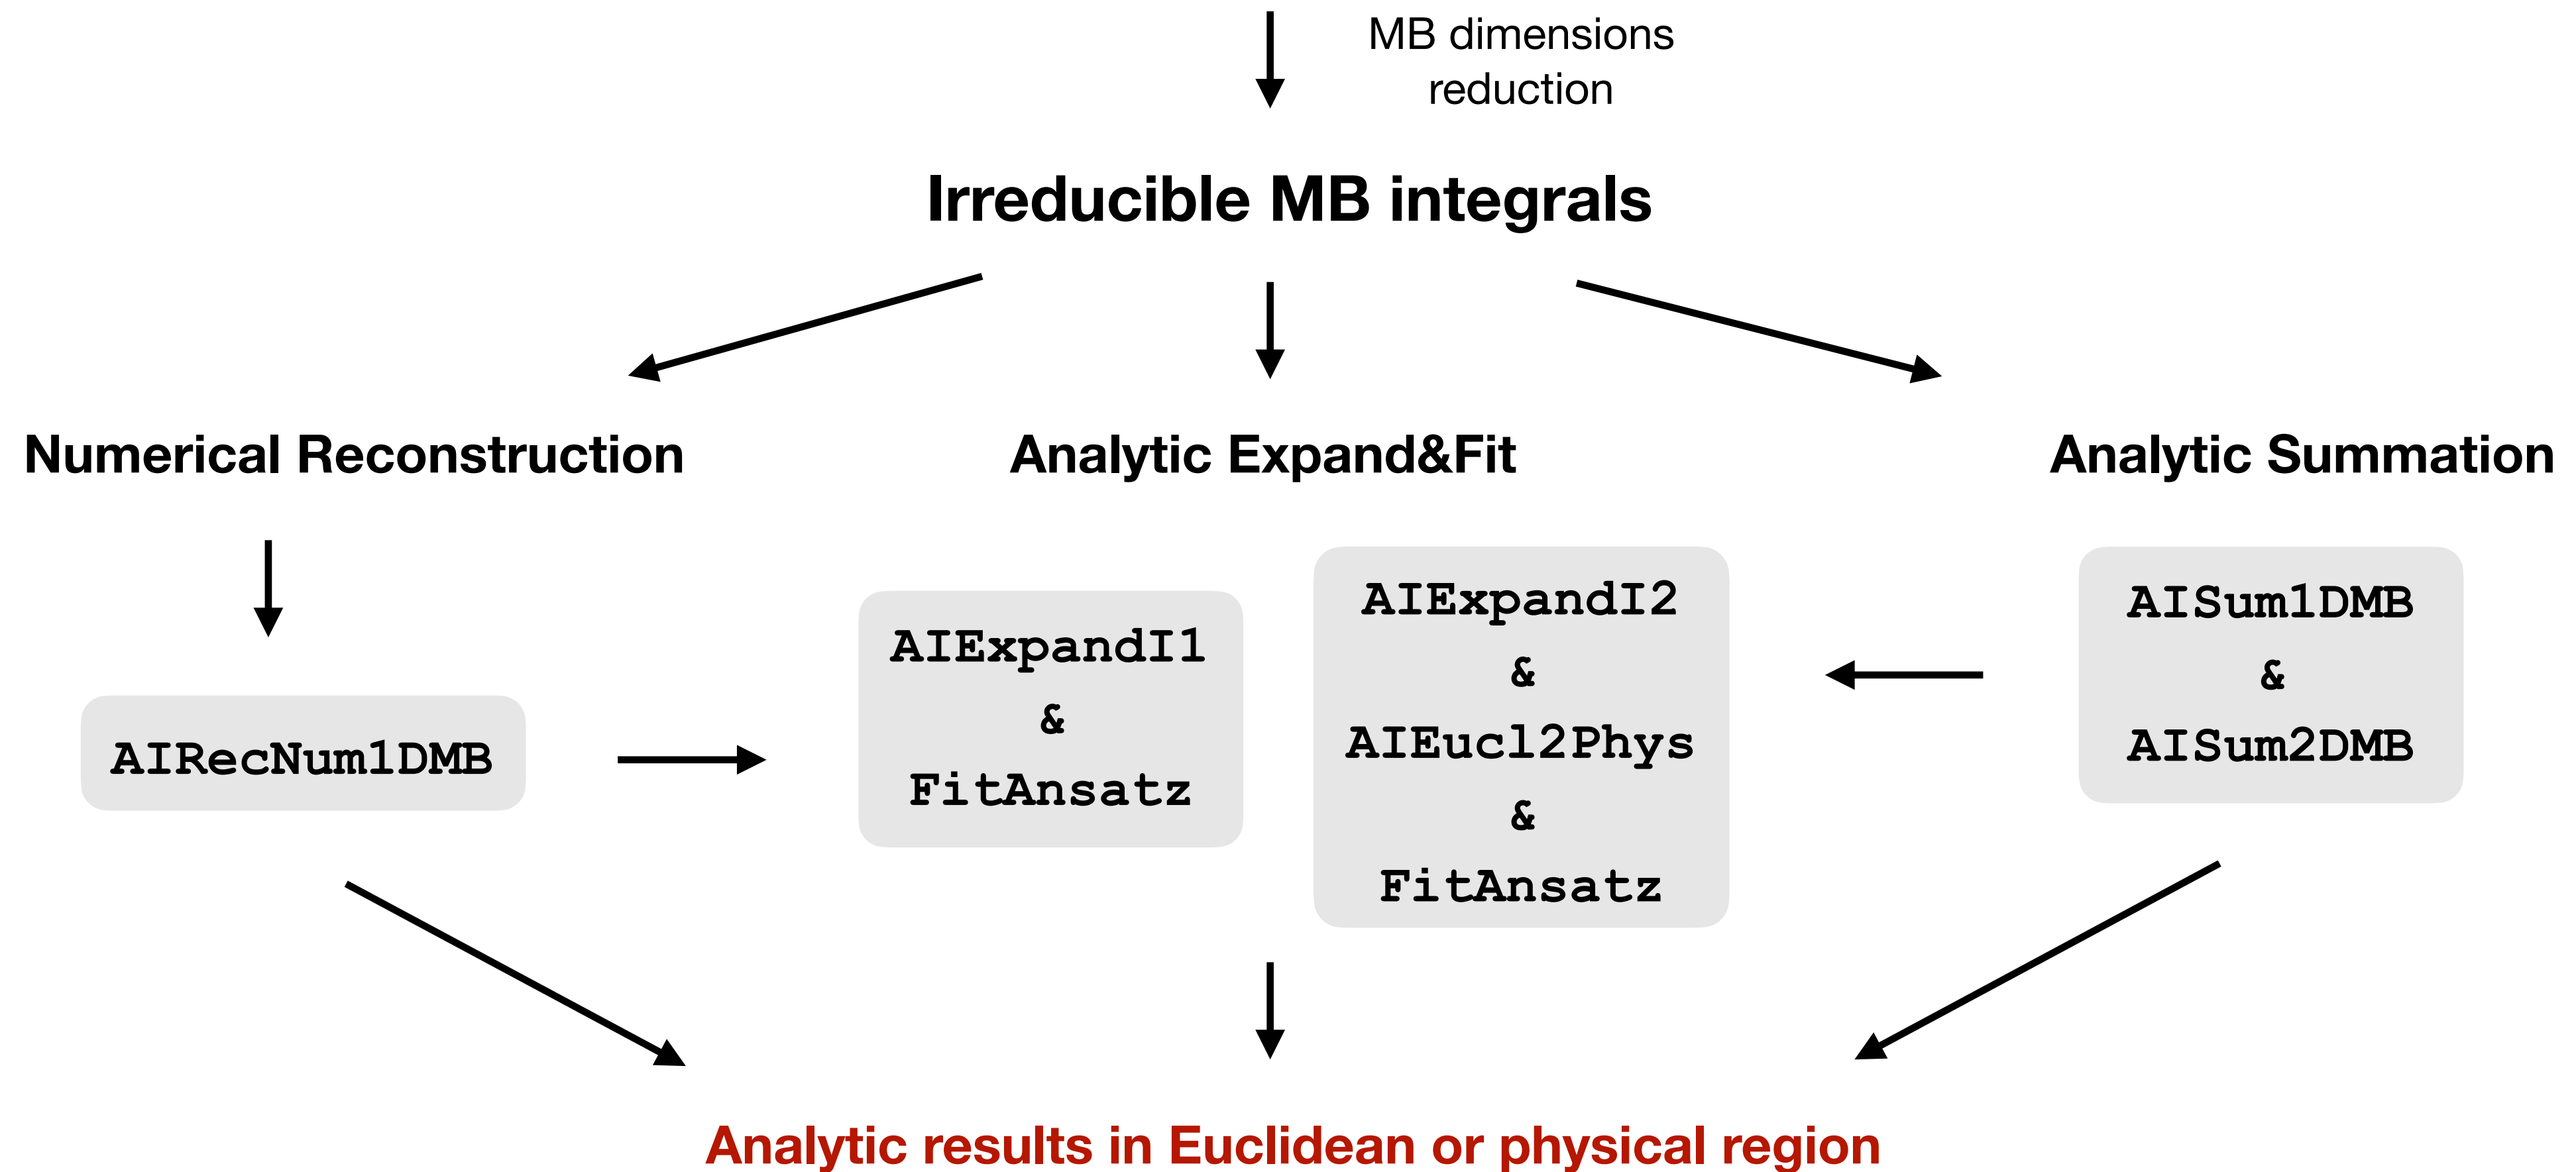 MB dimensions
reduction
Irreducible MB integrals
Numerical Reconstruction
Analytic Expand&Fit
Analytic Summation
AIRecNum1DMB
AIExpandI1
&
FitAnsatz
AIExpandI2
&
AIEucl2Phys
&
FitAnsatz
AISum1DMB
&
AISum2DMB
Analytic results in Euclidean or physical region